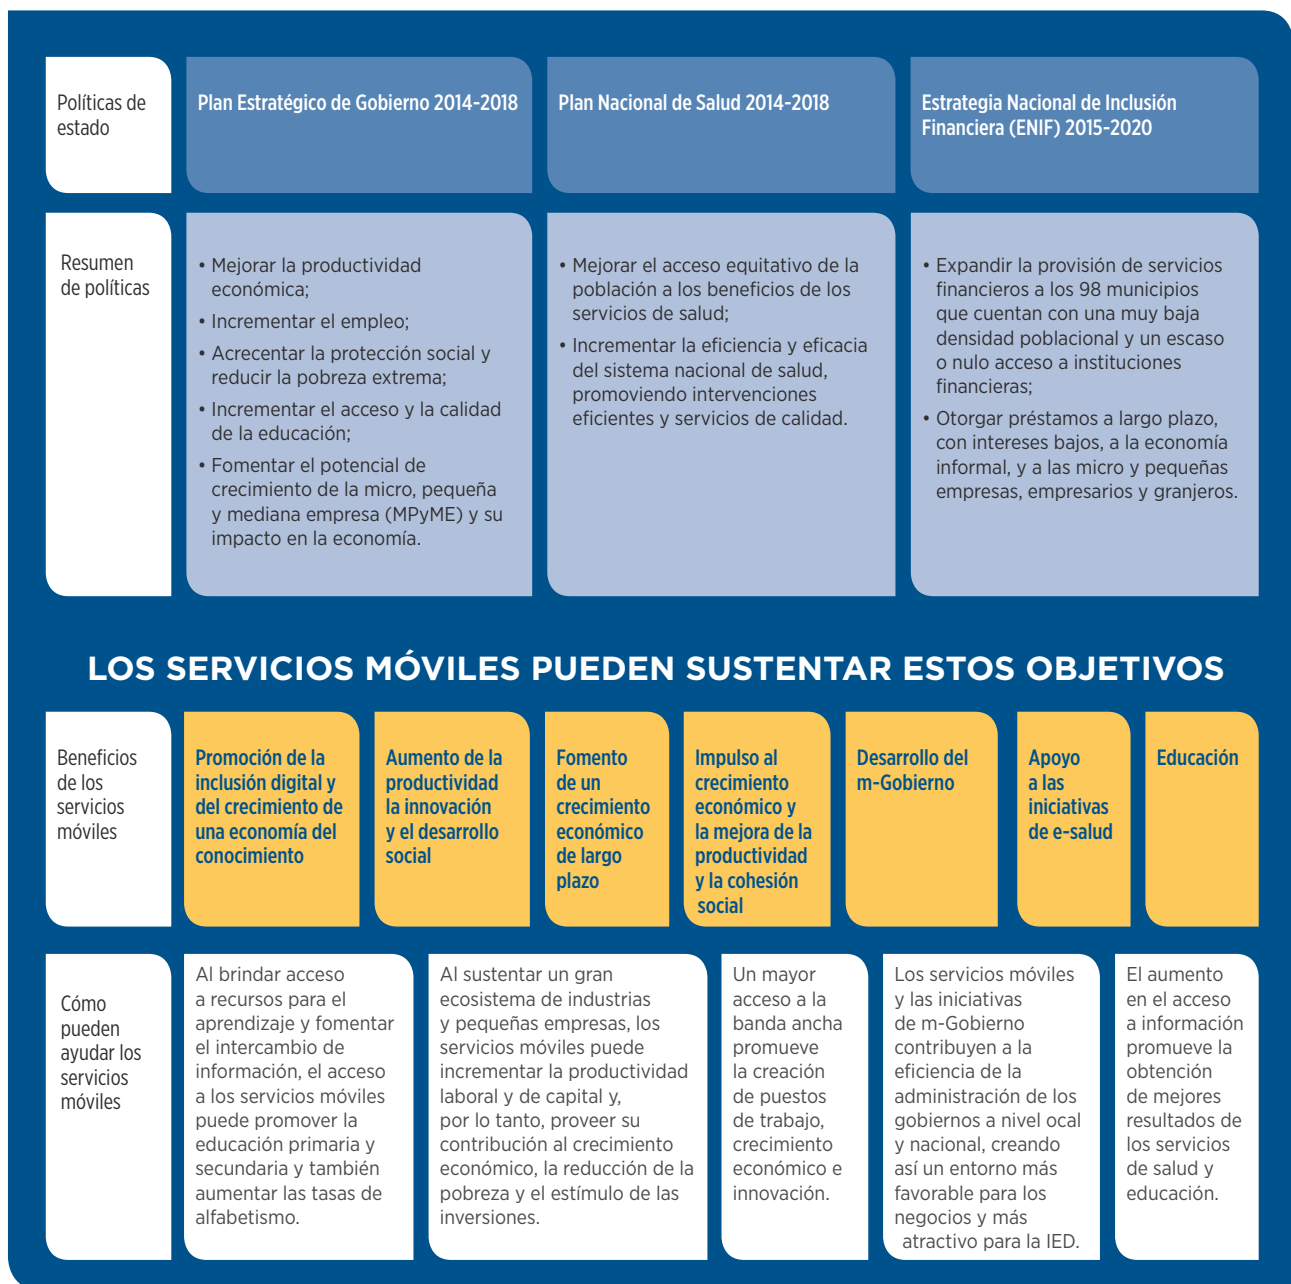 Políticas de
estado
Plan Estratégico de Gobierno 2014-2018
Plan Nacional de Salud 2014-2018
Estrategia Nacional de Inclusión
Financiera (ENIF) 2015-2020
Resumen
de políticas
• Mejorar la productividad
económica;
• Incrementar el empleo;
• Acrecentar la protección social y
reducir la pobreza extrema;
• Incrementar el acceso y la calidad
de la educación;
• Fomentar el potencial de
crecimiento de la micro, pequeña
y mediana empresa (MPyME) y su
impacto en la economía.
• Mejorar el acceso equitativo de la
población a los beneficios de los
servicios de salud;
• Incrementar la eficiencia y eficacia
del sistema nacional de salud,
promoviendo intervenciones
eficientes y servicios de calidad.
• Expandir la provisión de servicios
financieros a los 98 municipios
que cuentan con una muy baja
densidad poblacional y un escaso
o nulo acceso a instituciones
financieras;
• Otorgar préstamos a largo plazo,
con intereses bajos, a la economía
informal, y a las micro y pequeñas
empresas, empresarios y granjeros.
LOS SERVICIOS MÓVILES PUEDEN SUSTENTAR ESTOS OBJETIVOS
Beneficios
de los
servicios
móviles
Promoción de la
inclusión digital y
del crecimiento de
una economía del
conocimiento
Aumento de la
productividad
la innovación
y el desarrollo
social
Fomento
de un
crecimiento
económico
de largo
plazo
Impulso al
crecimiento
económico y
la mejora de la
productividad
y la cohesión
social
Desarrollo del
m-Gobierno
Apoyo
a las
iniciativas
de e-salud
Educación
Cómo
pueden
ayudar los
servicios
móviles
Al brindar acceso
a recursos para el
aprendizaje y fomentar
el intercambio de
información, el acceso
a los servicios móviles
puede promover la
educación primaria y
secundaria y también
aumentar las tasas de
alfabetismo.
Al sustentar un gran
ecosistema de industrias
y pequeñas empresas, los
servicios móviles puede
incrementar la productividad
laboral y de capital y,
por lo tanto, proveer su
contribución al crecimiento
económico, la reducción de la
pobreza y el estímulo de las
inversiones.
Un mayor
acceso a la
banda ancha
promueve
la creación
de puestos
de trabajo,
crecimiento
económico e
innovación.
Los servicios móviles
y las iniciativas
de m-Gobierno
contribuyen a la
eficiencia de la
administración de los
gobiernos a nivel ocal
y nacional, creando
así un entorno más
favorable para los
negocios y más
atractivo para la IED.
El aumento
en el acceso
a información
promueve la
obtención
de mejores
resultados de
los servicios
de salud y
educación.